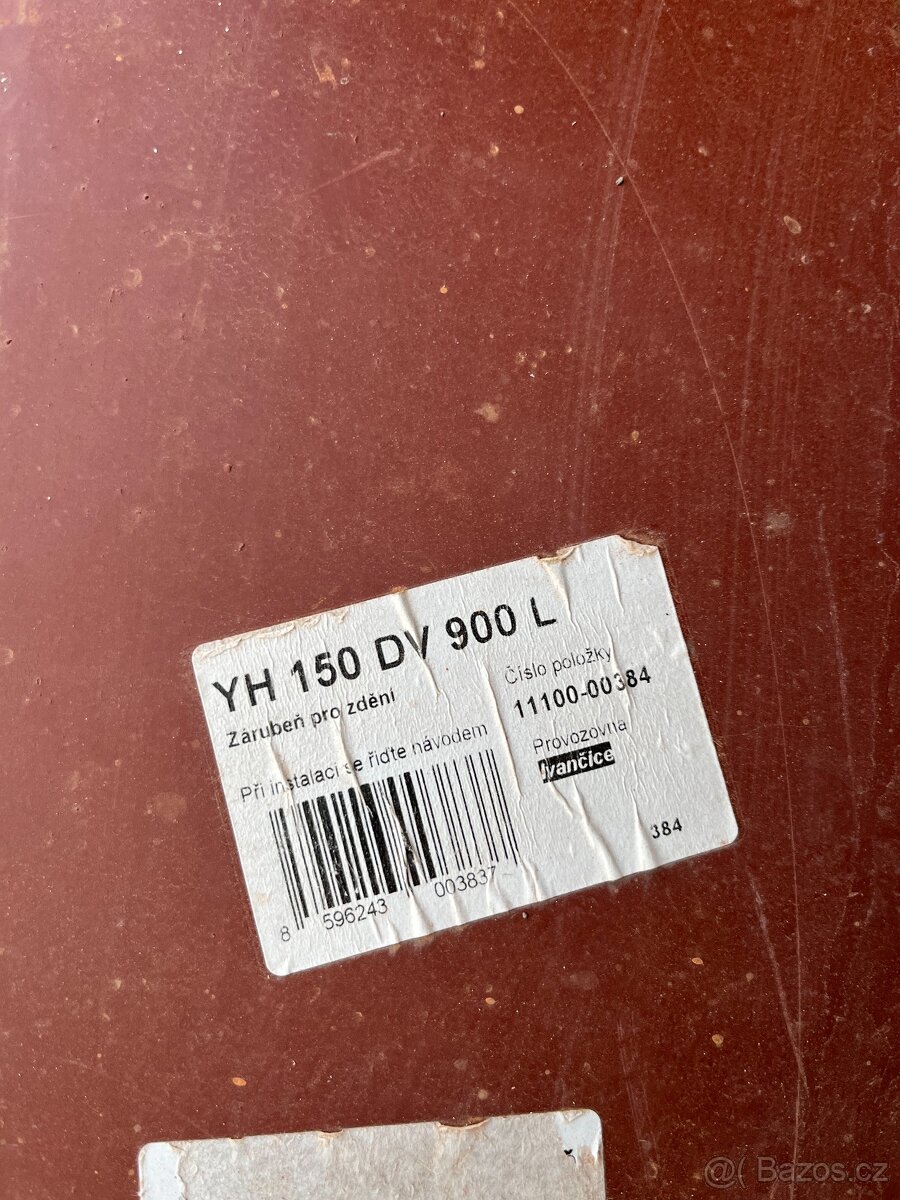 YH 150 DV 900 L
Zárubeň pro zdění
Číslo položky
11100-00384
Při instalaci se řiďte návodem
Provozovna
Ivančice
384
8 596243 003837
@( Bazos.cz